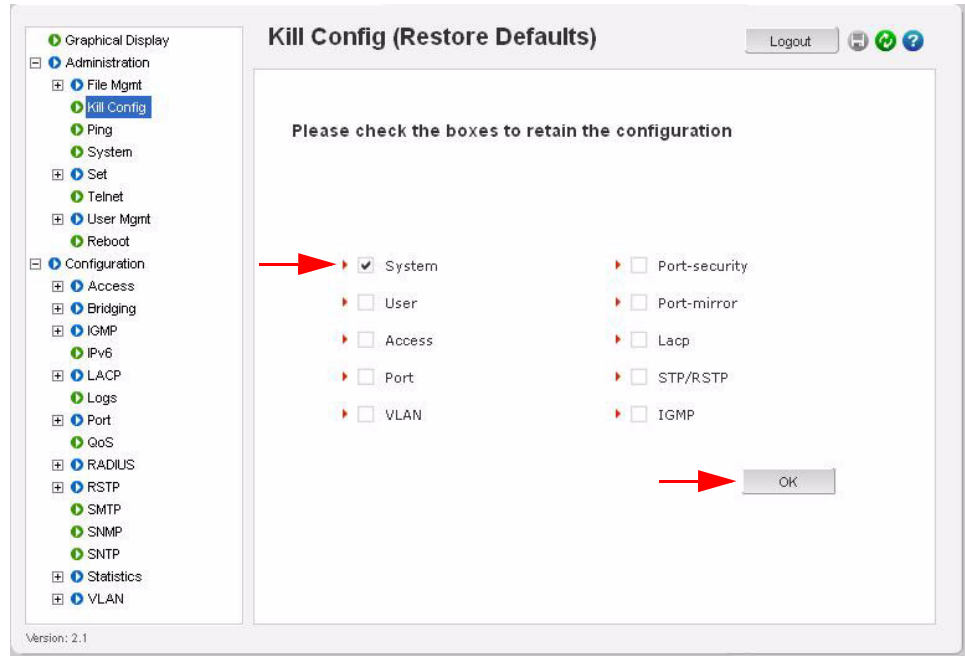 Graphical Display
Administration
File Mgmt
Kill Config
Ping
System
Set
Telnet
User Mgmt
Reboot
Configuration
Access
Bridging
IGMP
IPv6
LACP
Logs
Port
QoS
RADIUS
RSTP
SMTP
SNMP
SNTP
Statistics
VLAN
Version: 2.1
Kill Config (Restore Defaults)
Logout
Please check the boxes to retain the configuration
System
User
Access
Port
VLAN
Port-security
Port-mirror
Lacp
STP/RSTP
IGMP
OK